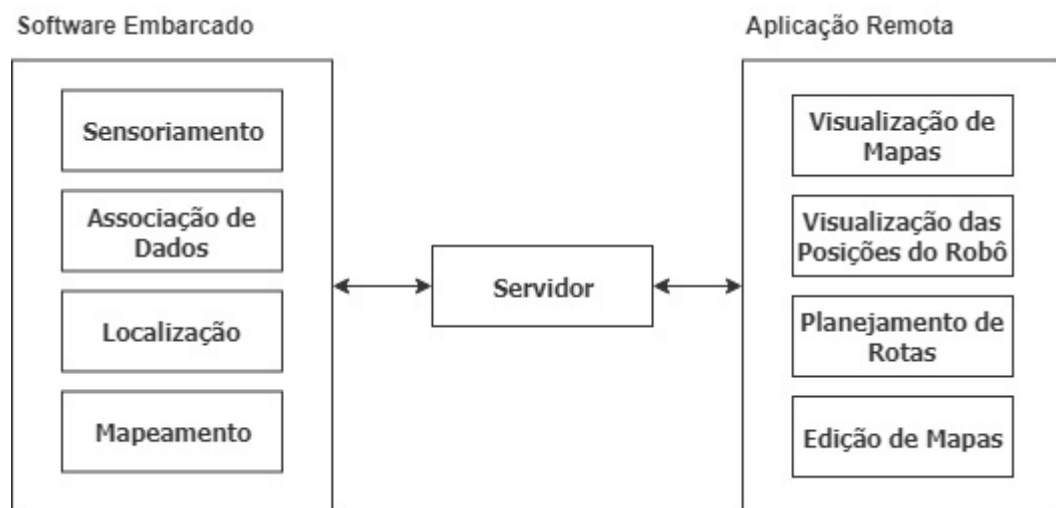 Software Embarcado
Sensoriamento
Associação de
Dados
Localização
Mapeamento
Servidor
Aplicação Remota
Visualização de
Mapas
Visualização das
Posições do Robô
Planejamento de
Rotas
Edição de Mapas